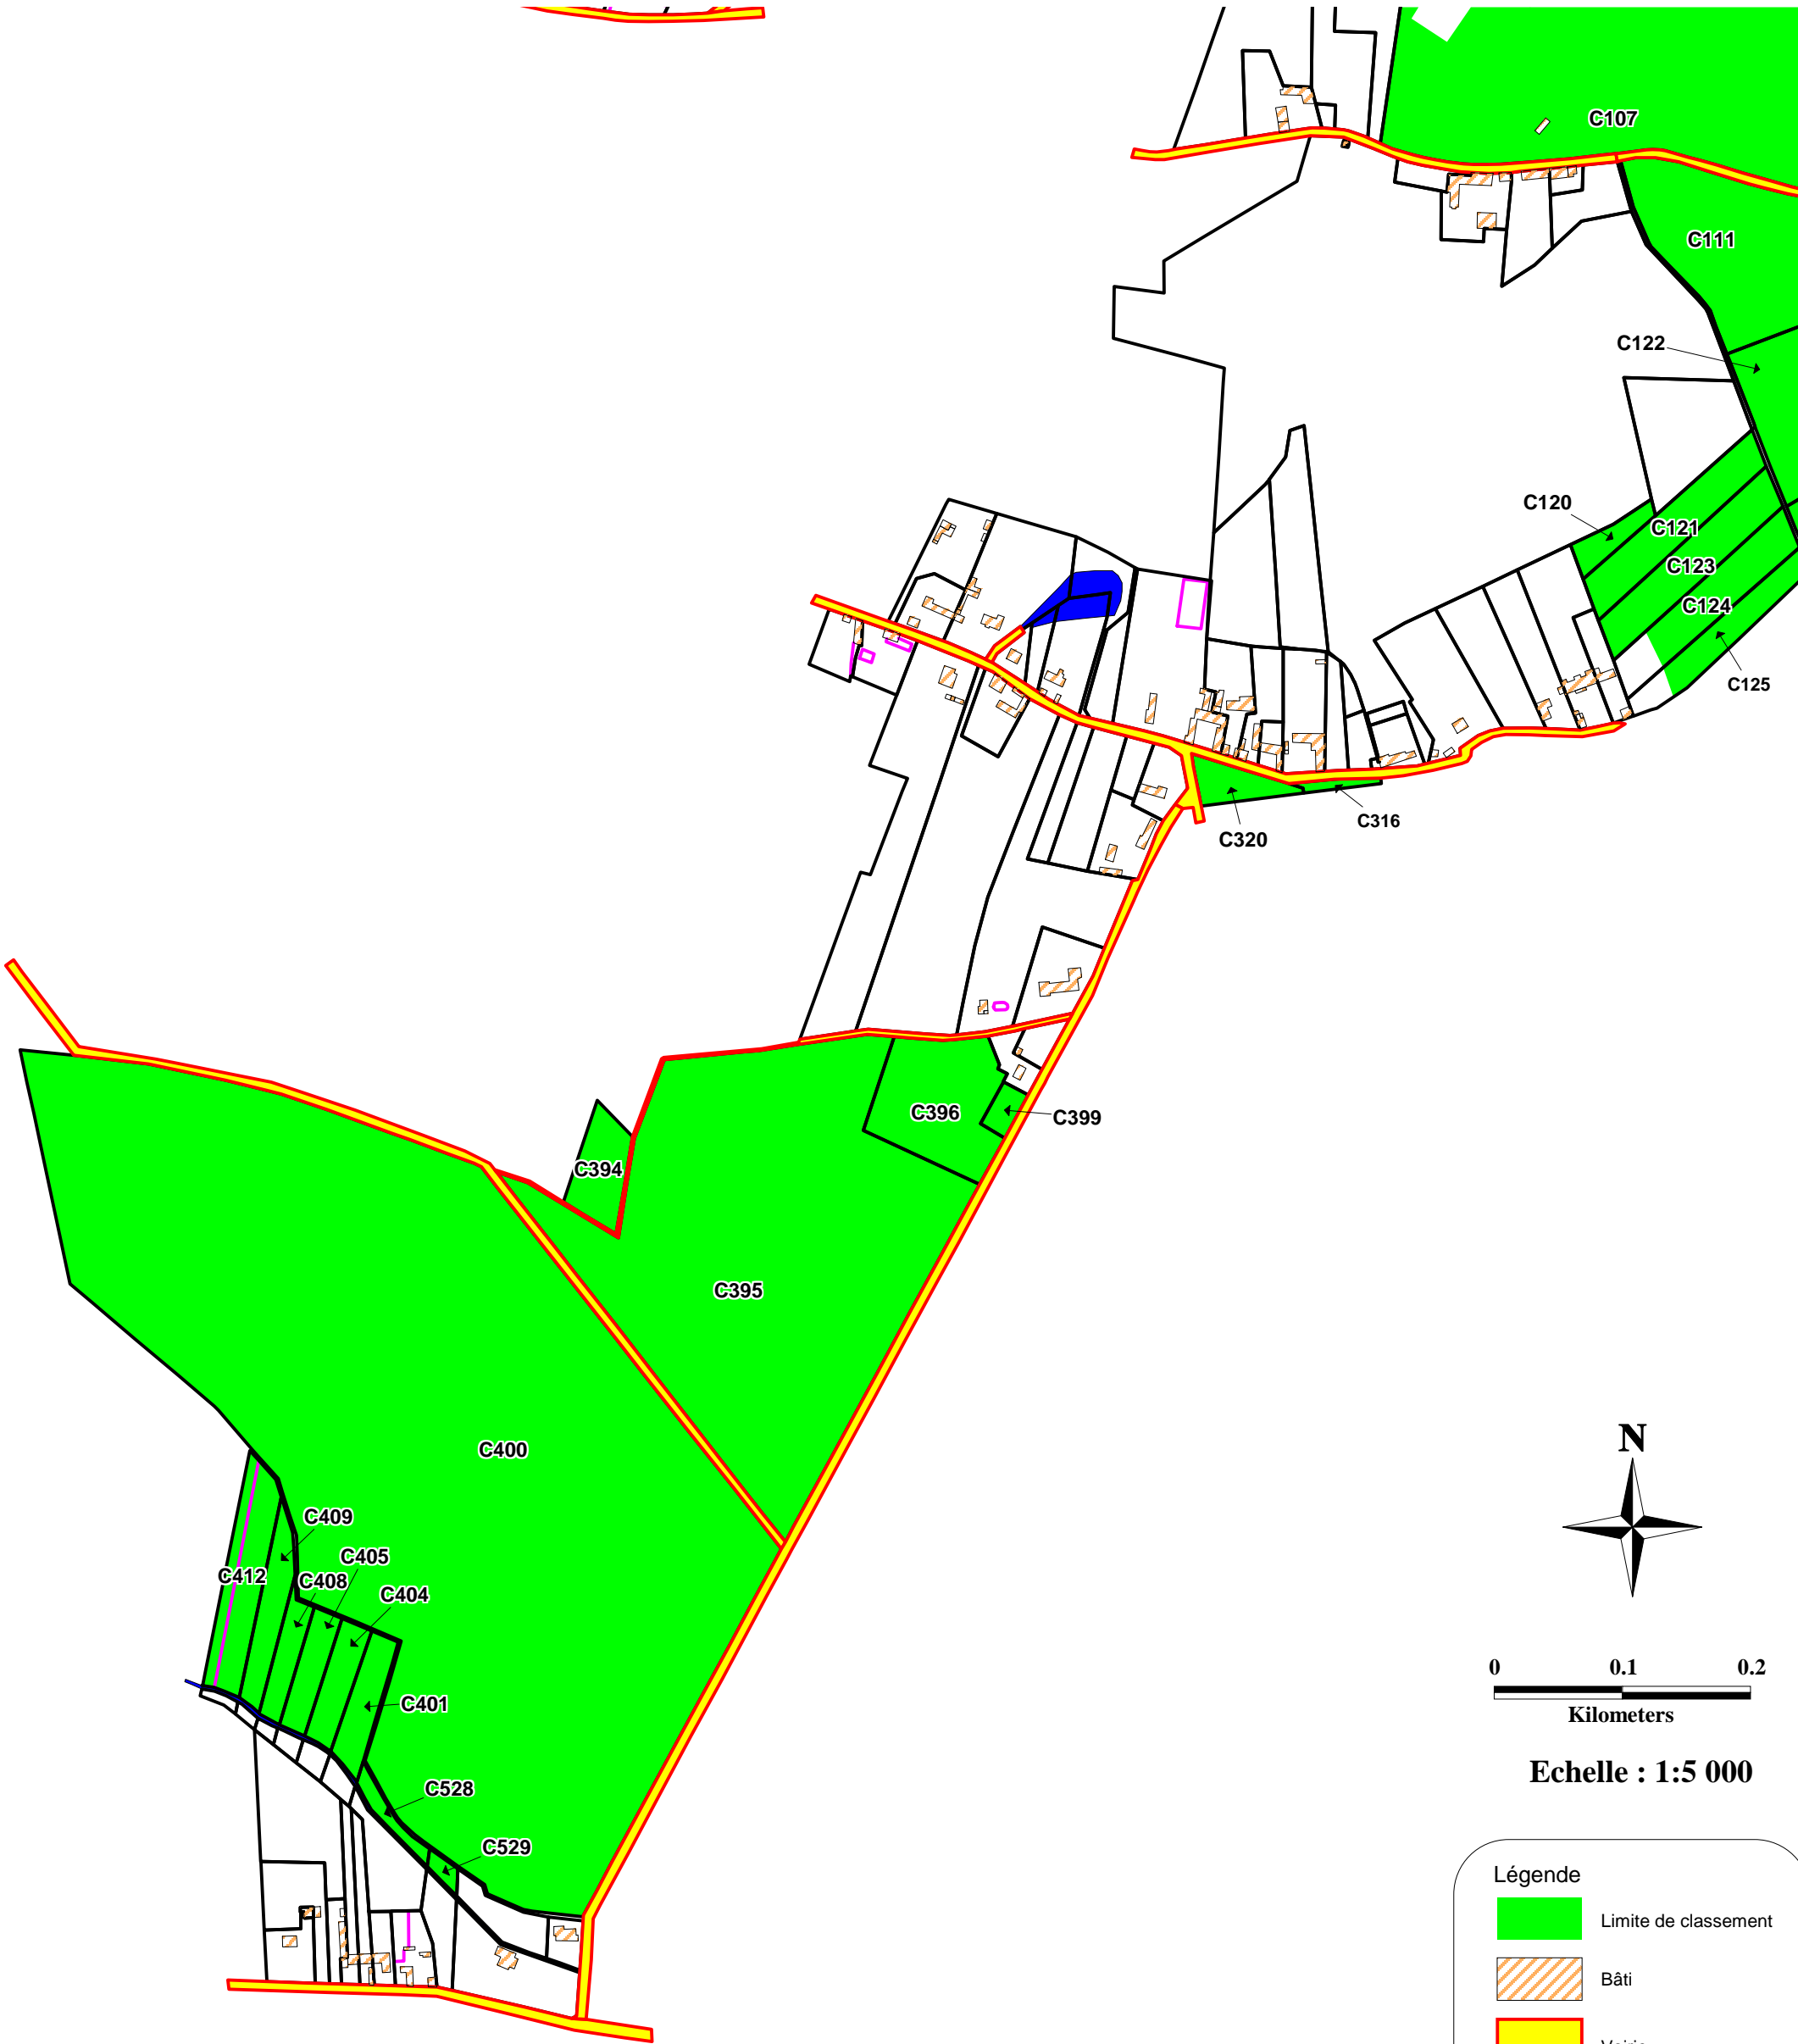 C107
C111
C122
C120
C121
C123
C124
C125
C316
C320
C396
C399
C394
C395
C400
C409
C405
C412
C408
C404
C401
C528
C529
N
0 0.1 0.2
Kilometers
Echelle : 1:5 000
Légende
Limite de classement
Bâti